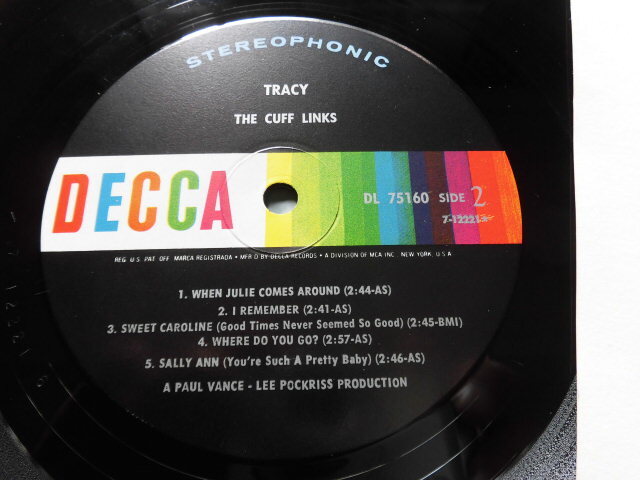 STEREOPHONIC
TRACY
THE CUFF LINKS
DECCA
DL 75160 SIDE 2
REG. U.S. PAT. OFF. MARCA REGISTRADA • MFR'D BY DECCA RECORDS • A DIVISION OF MCA INC. NEW YORK, U.S.A
1. WHEN JULIE COMES AROUND (2:44-AS)
2. I REMEMBER (2:41-AS)
3. SWEET CAROLINE (Good Times Never Seemed So Good) (2:45-BMI)
4. WHERE DO YOU GO? (2:57-AS)
5. SALLY ANN (You're Such A Pretty Baby) (2:46-AS)
A PAUL VANCE - LEE POCKRISS PRODUCTION